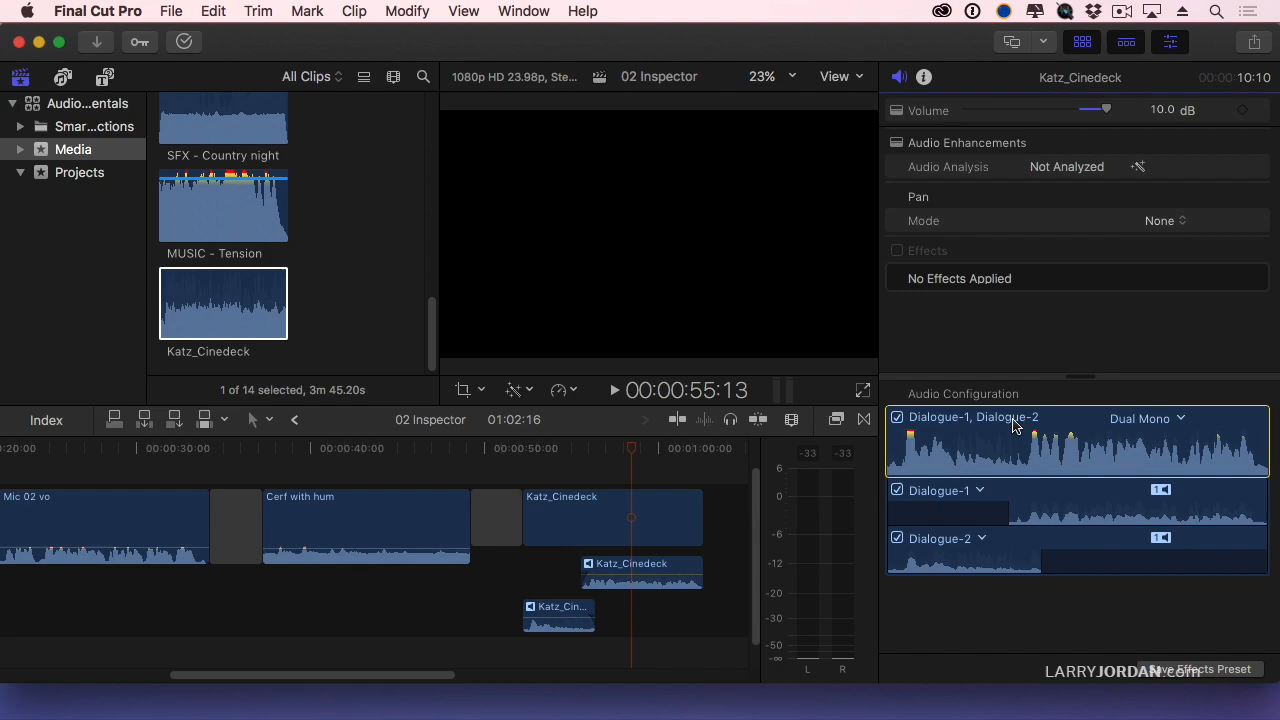 Final Cut Pro File Edit Trim Mark Clip Modify View Window Help
All Clips 1080p HD 23.98p, Ste... 02 Inspector 23% View Katz_Cinedeck 00:00:00:10:10
Audio...entals
Smar...ctions
Media
Projects
SFX - Country night
MUSIC - Tension
Katz_Cinedeck
1 of 14 selected, 3m 45.20s
00:00:55:13
Volume 10.0 dB
Audio Enhancements
Audio Analysis Not Analyzed
Pan
Mode None
Effects
No Effects Applied
Audio Configuration
Dialogue-1, Dialogue-2 Dual Mono
Dialogue-1 1
Dialogue-2 1
Save Effects Preset
LARRYJORDAN.com
Index 02 Inspector 01:02:16
0:20:00 00:00:30:00 00:00:40:00 00:00:50:00 00:01:00:00
Mic 02 vo Cerf with hum Katz_Cinedeck
Katz_Cinedeck
Katz_Cin...
-33 -33
6
0
-6
-12
-20
-30
-50
-∞
L R